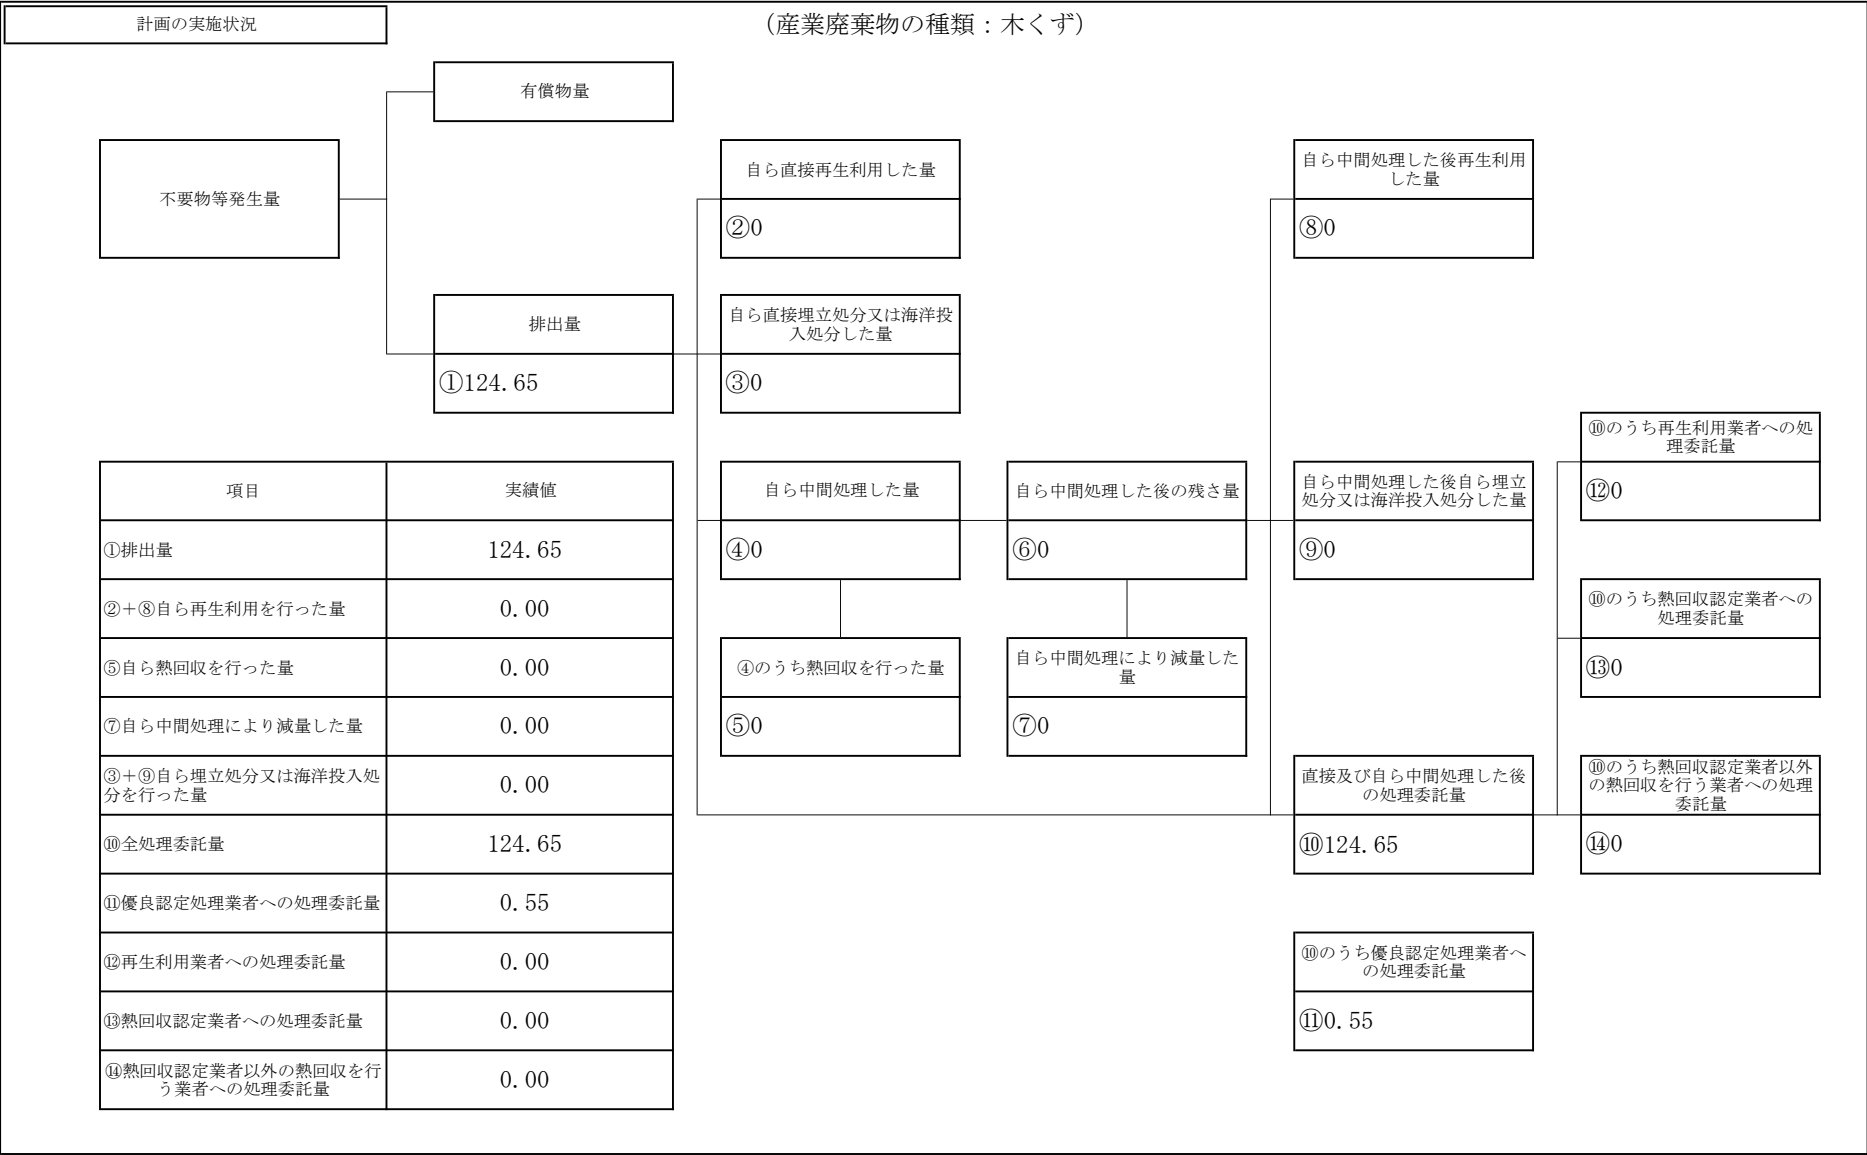 計画の実施状況
（産業廃棄物の種類：木くず）
有償物量
不要物等発生量
自ら直接再生利用した量
②0
自ら中間処理した後再生利用
した量
⑧0
排出量
①124.65
自ら直接埋立処分又は海洋投
入処分した量
③0
⑩のうち再生利用業者への処
理委託量
⑫0
自ら中間処理した量
④0
自ら中間処理した後の残さ量
⑥0
自ら中間処理した後自ら埋立
処分又は海洋投入処分した量
⑨0
⑩のうち熱回収認定業者への
処理委託量
⑬0
④のうち熱回収を行った量
⑤0
自ら中間処理により減量した
量
⑦0
直接及び自ら中間処理した後
の処理委託量
⑩124.65
⑩のうち熱回収認定業者以外
の熱回収を行う業者への処理
委託量
⑭0
⑩のうち優良認定処理業者へ
の処理委託量
⑪0.55
項目 実績値
①排出量 124.65
②＋⑧自ら再生利用を行った量 0.00
⑤自ら熱回収を行った量 0.00
⑦自ら中間処理により減量した量 0.00
③＋⑨自ら埋立処分又は海洋投入処
分を行った量 0.00
⑩全処理委託量 124.65
⑪優良認定処理業者への処理委託量 0.55
⑫再生利用業者への処理委託量 0.00
⑬熱回収認定業者への処理委託量 0.00
⑭熱回収認定業者以外の熱回収を行
う業者への処理委託量 0.00